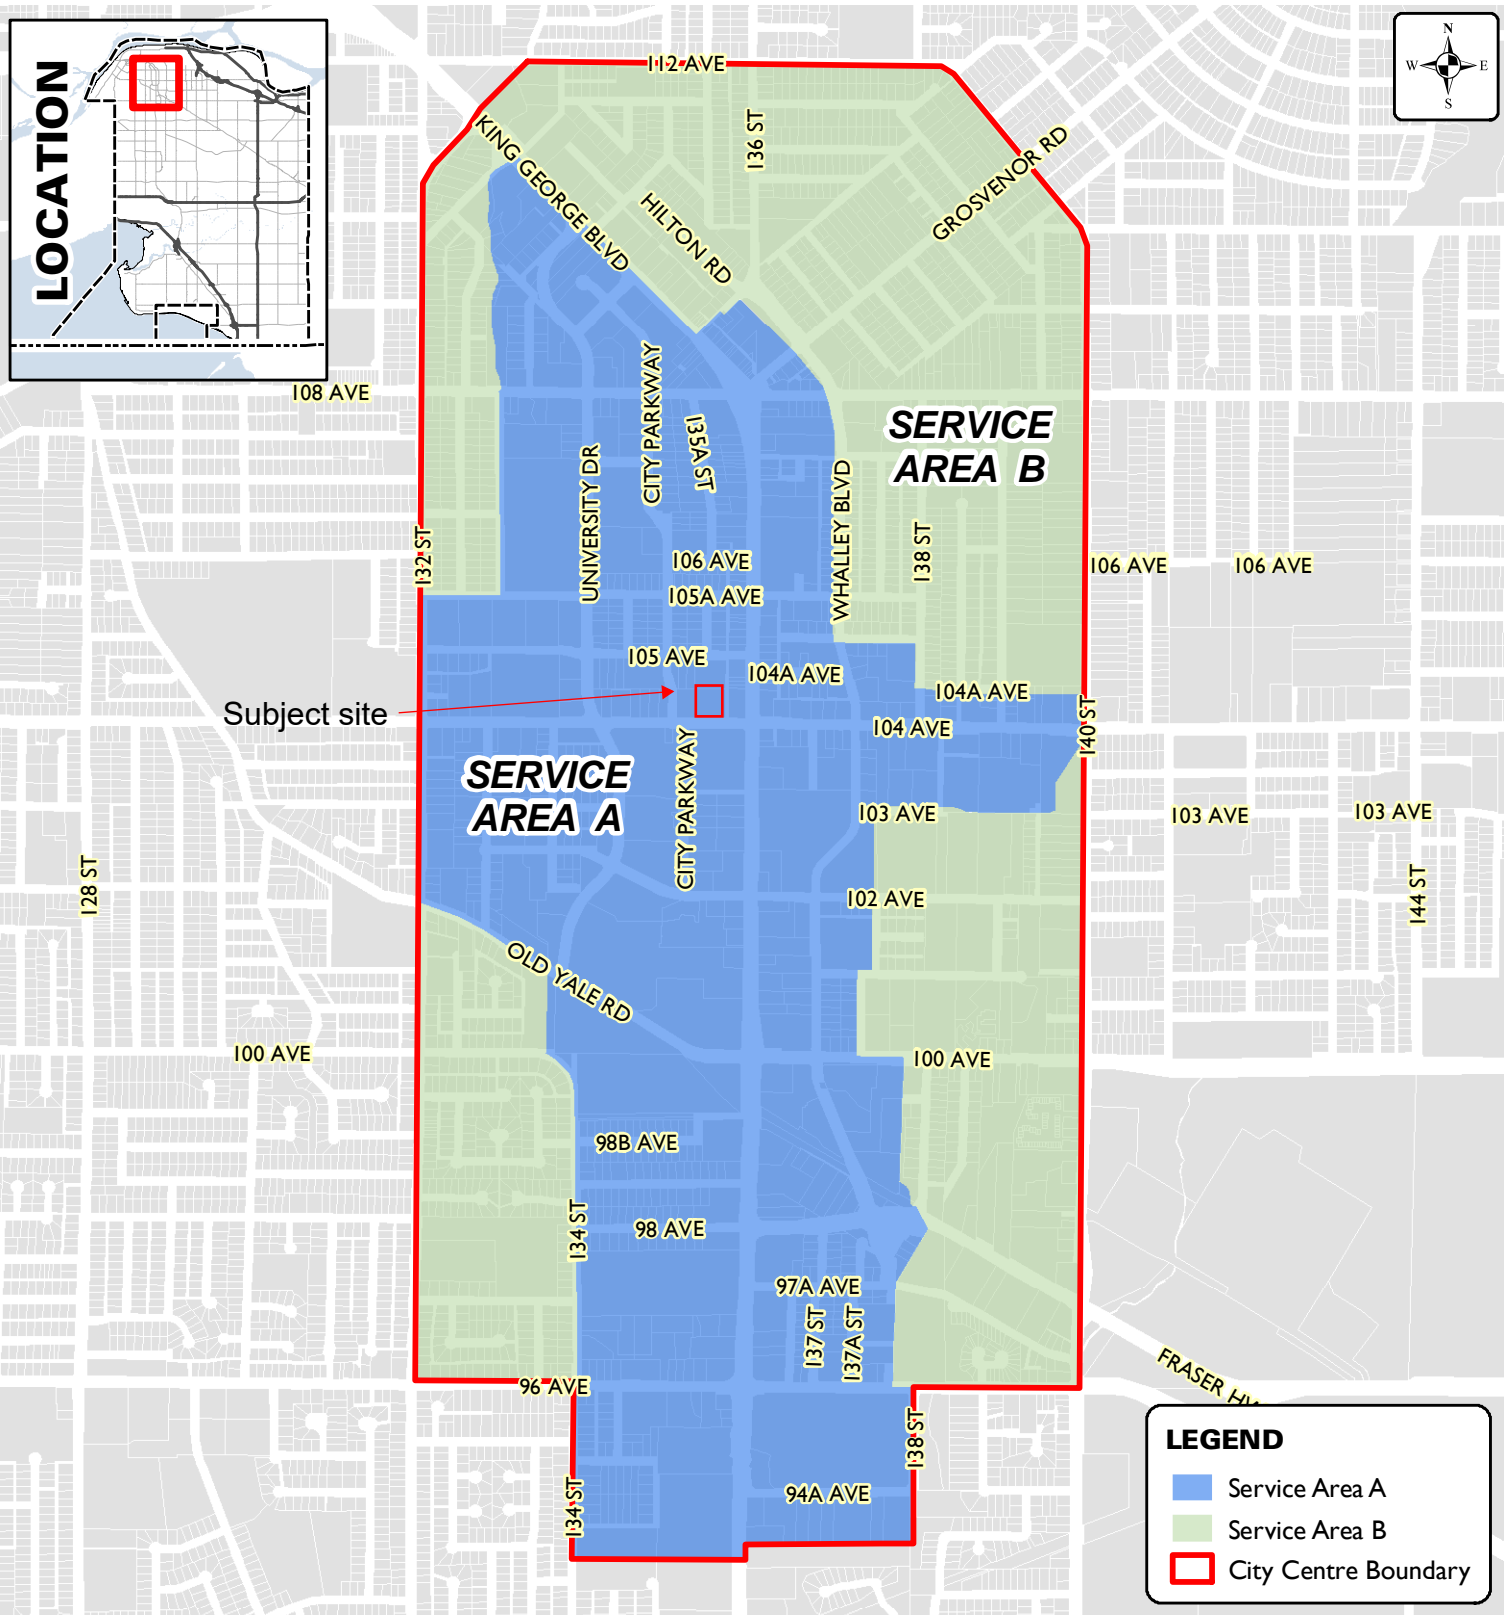 LOCATION
N
W E
S
112 AVE
136 ST
KING GEORGE BLVD
HILTON RD
GROSVENOR RD
108 AVE
CITY PARKWAY
135A ST
SERVICE
AREA B
UNIVERSITY DR
WHALLEY BLVD
138 ST
132 ST
106 AVE
106 AVE
106 AVE
105A AVE
105 AVE
104A AVE
104A AVE
Subject site
104 AVE
140 ST
CITY PARKWAY
SERVICE
AREA A
103 AVE
103 AVE
103 AVE
128 ST
102 AVE
144 ST
OLD YALE RD
100 AVE
100 AVE
98B AVE
134 ST
98 AVE
97A AVE
137 ST
137A ST
FRASER HW
96 AVE
138 ST
134 ST
94A AVE
LEGEND
Service Area A
Service Area B
City Centre Boundary